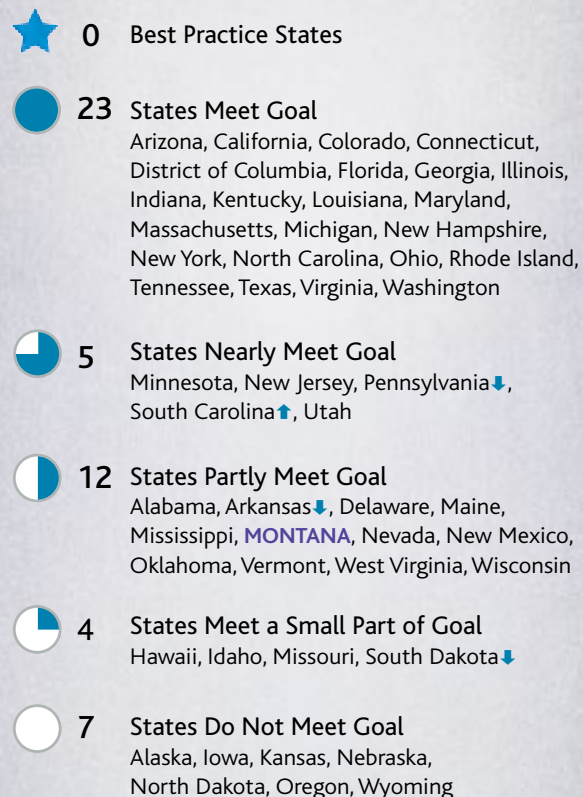 0 Best Practice States
23 States Meet Goal
Arizona, California, Colorado, Connecticut,
District of Columbia, Florida, Georgia, Illinois,
Indiana, Kentucky, Louisiana, Maryland,
Massachusetts, Michigan, New Hampshire,
New York, North Carolina, Ohio, Rhode Island,
Tennessee, Texas, Virginia, Washington
5 States Nearly Meet Goal
Minnesota, New Jersey, Pennsylvania⬇,
South Carolina⬆, Utah
12 States Partly Meet Goal
Alabama, Arkansas⬇, Delaware, Maine,
Mississippi, MONTANA, Nevada, New Mexico,
Oklahoma, Vermont, West Virginia, Wisconsin
4 States Meet a Small Part of Goal
Hawaii, Idaho, Missouri, South Dakota⬇
7 States Do Not Meet Goal
Alaska, Iowa, Kansas, Nebraska,
North Dakota, Oregon, Wyoming